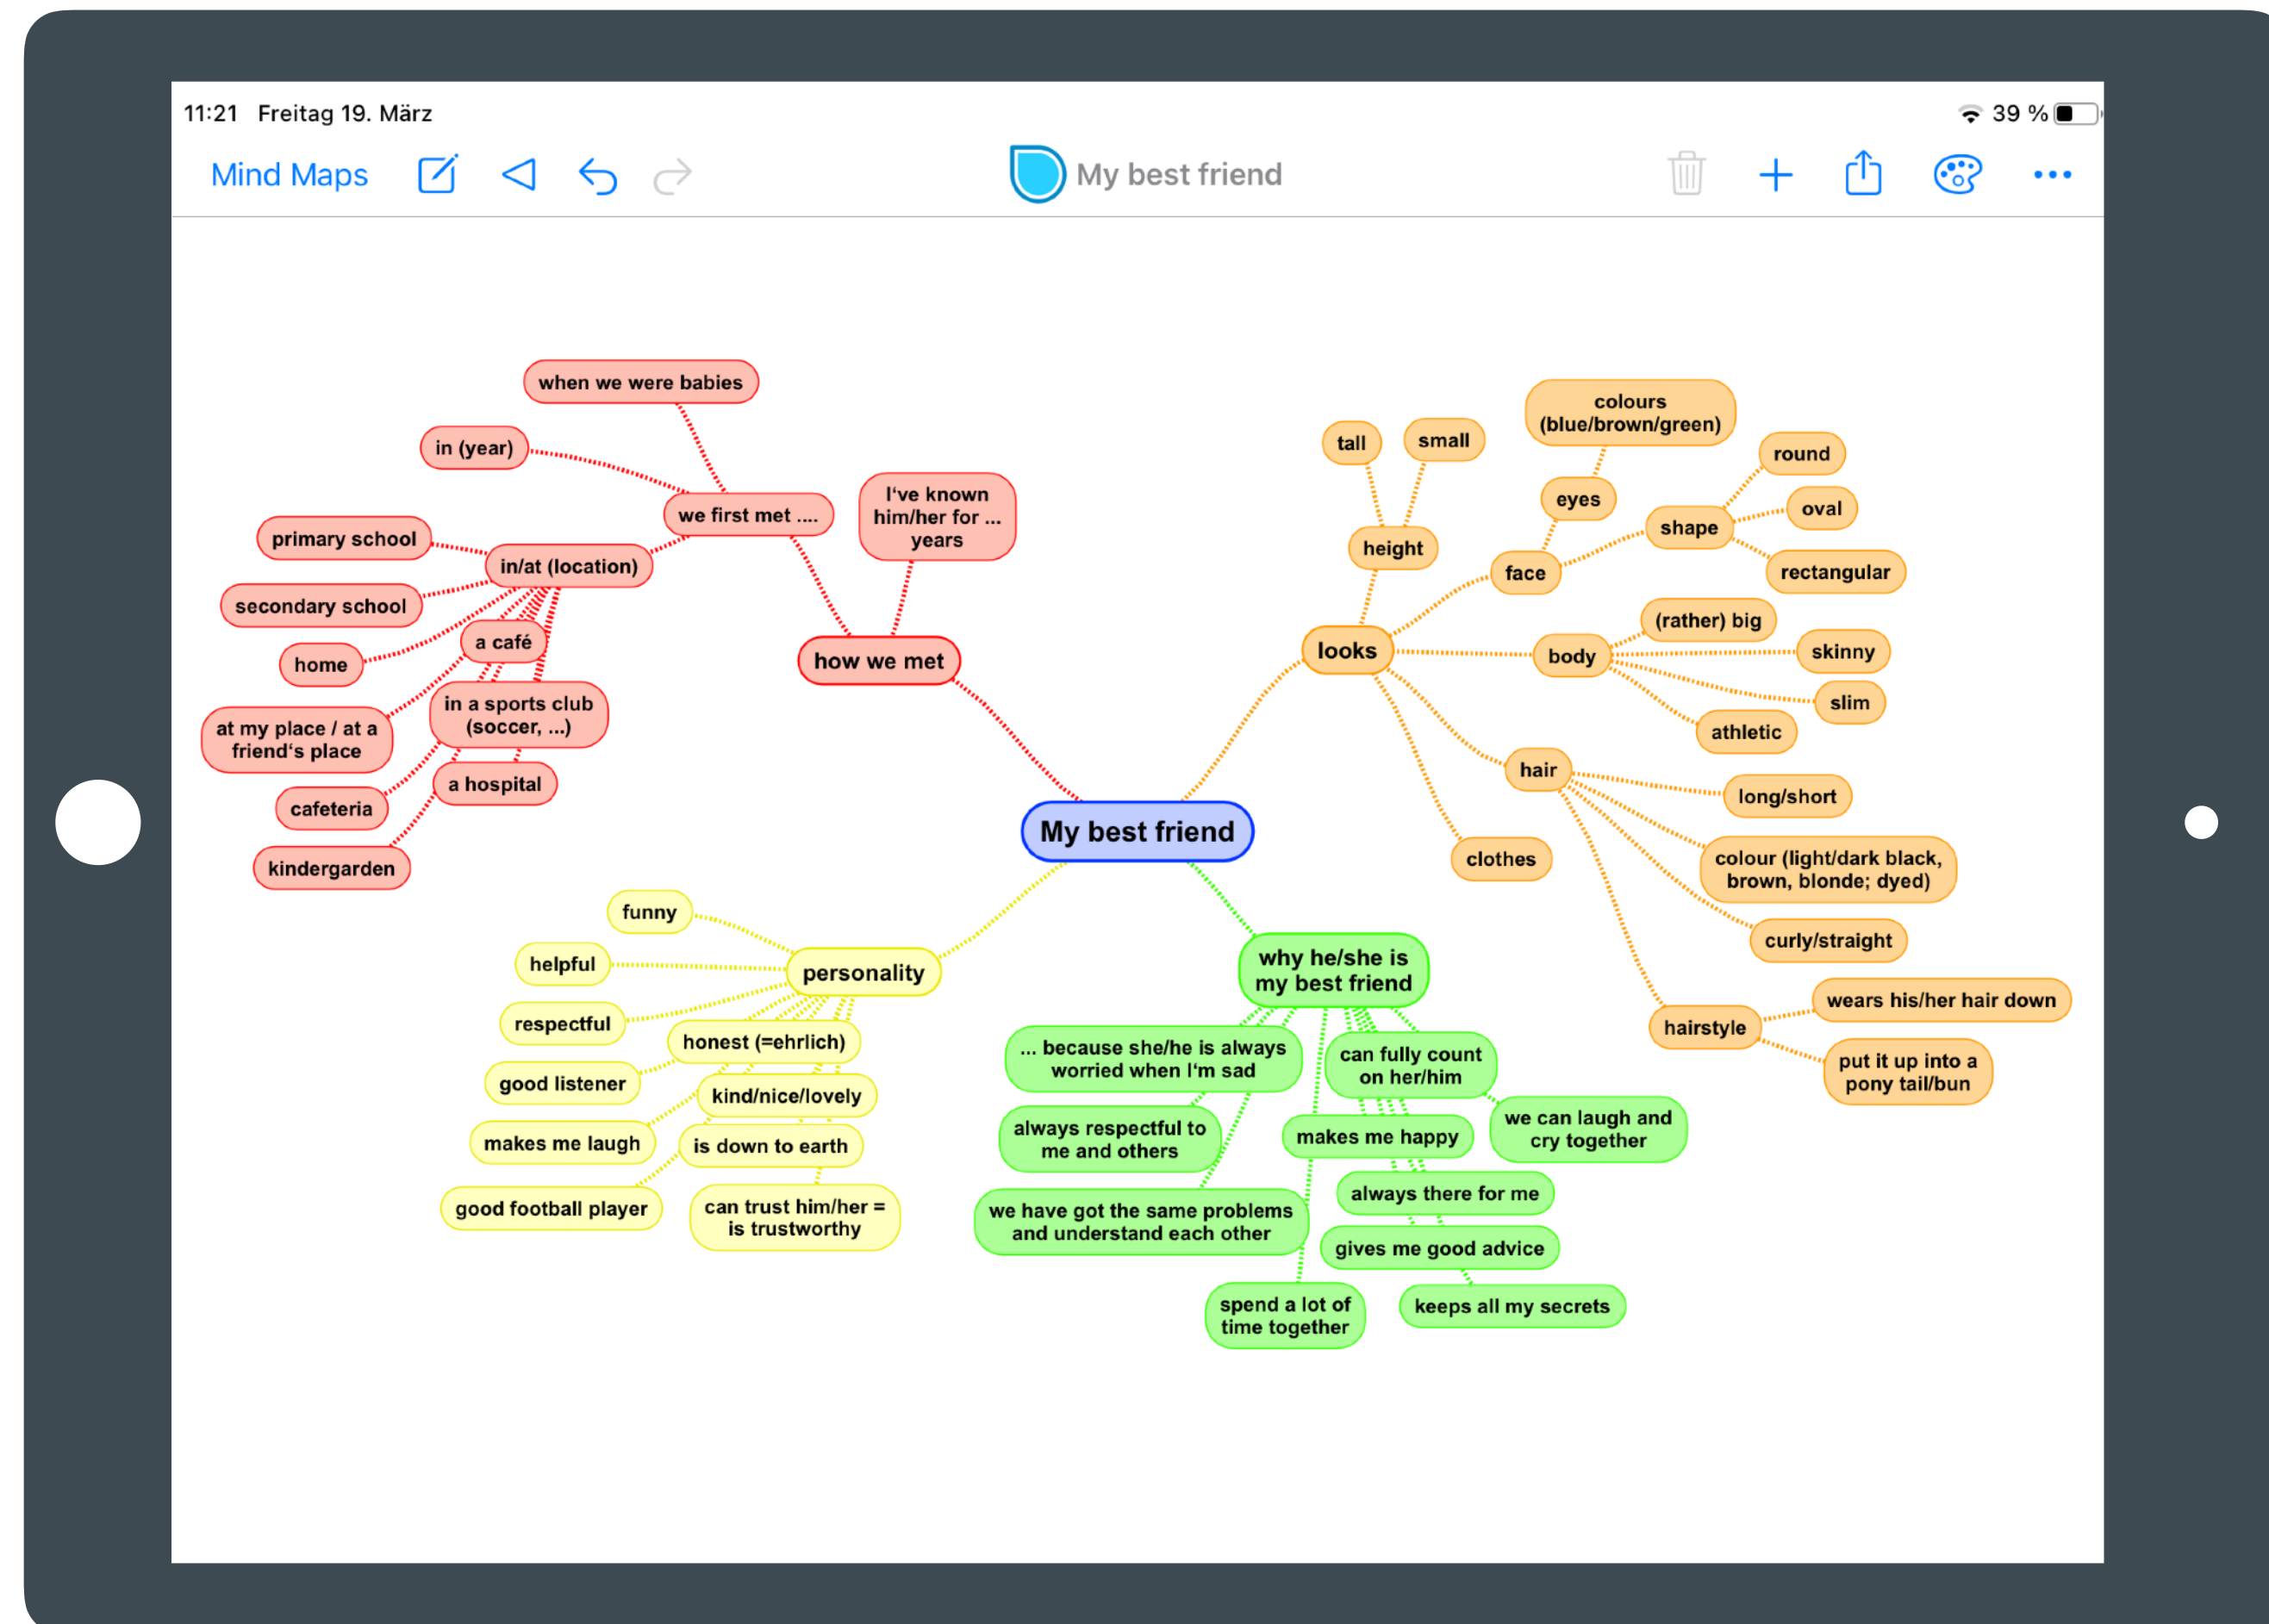 11:21 Freitag 19. März
39 %
Mind Maps
My best friend
when we were babies
in (year)
we first met ....
I've known
him/her for ...
years
primary school
in/at (location)
secondary school
a café
home
how we met
in a sports club
(soccer, ...)
at my place / at a
friend's place
a hospital
cafeteria
kindergarden
colours
(blue/brown/green)
tall
small
round
eyes
oval
shape
height
face
rectangular
(rather) big
looks
body
skinny
slim
athletic
hair
long/short
clothes
colour (light/dark black,
brown, blonde; dyed)
curly/straight
wears his/her hair down
hairstyle
put it up into a
pony tail/bun
My best friend
funny
helpful
personality
respectful
honest (=ehrlich)
good listener
kind/nice/lovely
makes me laugh
is down to earth
good football player
can trust him/her =
is trustworthy
why he/she is
my best friend
... because she/he is always
worried when I'm sad
can fully count
on her/him
always respectful to
me and others
makes me happy
we can laugh and
cry together
we have got the same problems
and understand each other
always there for me
gives me good advice
spend a lot of
time together
keeps all my secrets